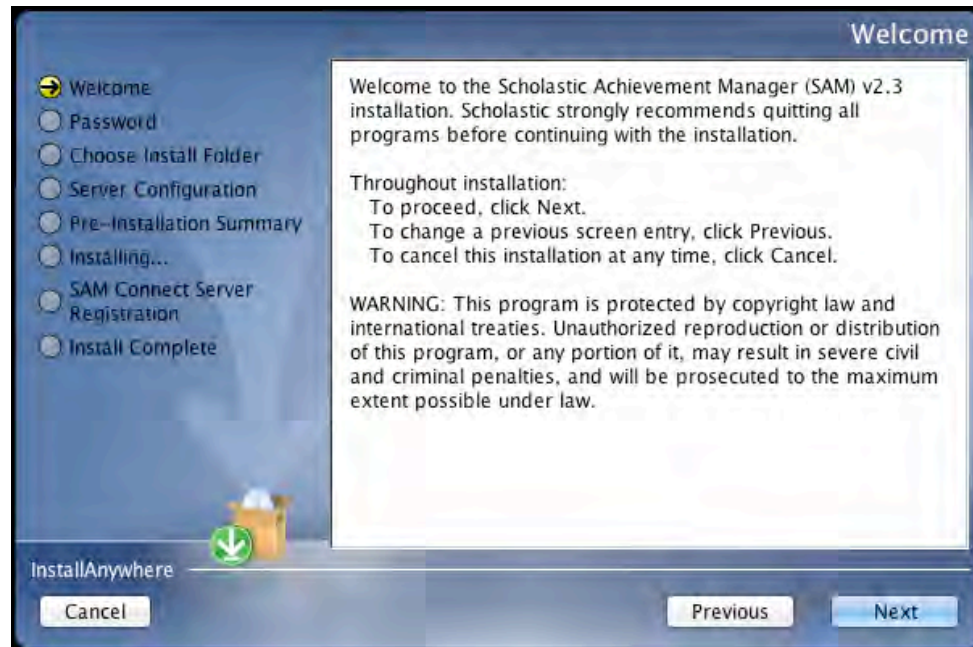 Welcome
Welcome
Password
Choose Install Folder
Server Configuration
Pre-Installation Summary
Installing...
SAM Connect Server
Registration
Install Complete
Welcome to the Scholastic Achievement Manager (SAM) v2.3
installation. Scholastic strongly recommends quitting all
programs before continuing with the installation.
Throughout installation:
To proceed, click Next.
To change a previous screen entry, click Previous.
To cancel this installation at any time, click Cancel.
WARNING: This program is protected by copyright law and
international treaties. Unauthorized reproduction or distribution
of this program, or any portion of it, may result in severe civil
and criminal penalties, and will be prosecuted to the maximum
extent possible under law.
InstallAnywhere
Cancel
Previous
Next